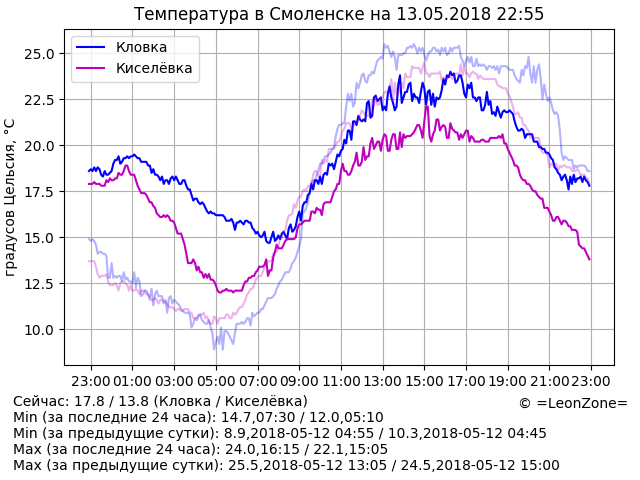 Температура в Смоленске на 13.05.2018 22:55
Кловка
Киселёвка
градусов Цельсия, °C
25.0
22.5
20.0
17.5
15.0
12.5
10.0
23:00 01:00 03:00 05:00 07:00 09:00 11:00 13:00 15:00 17:00 19:00 21:00 23:00
Сейчас: 17.8 / 13.8 (Кловка / Киселёвка)
© =LeonZone=
Min (за последние 24 часа): 14.7,07:30 / 12.0,05:10
Min (за предыдущие сутки): 8.9,2018-05-12 04:55 / 10.3,2018-05-12 04:45
Max (за последние 24 часа): 24.0,16:15 / 22.1,15:05
Max (за предыдущие сутки): 25.5,2018-05-12 13:05 / 24.5,2018-05-12 15:00